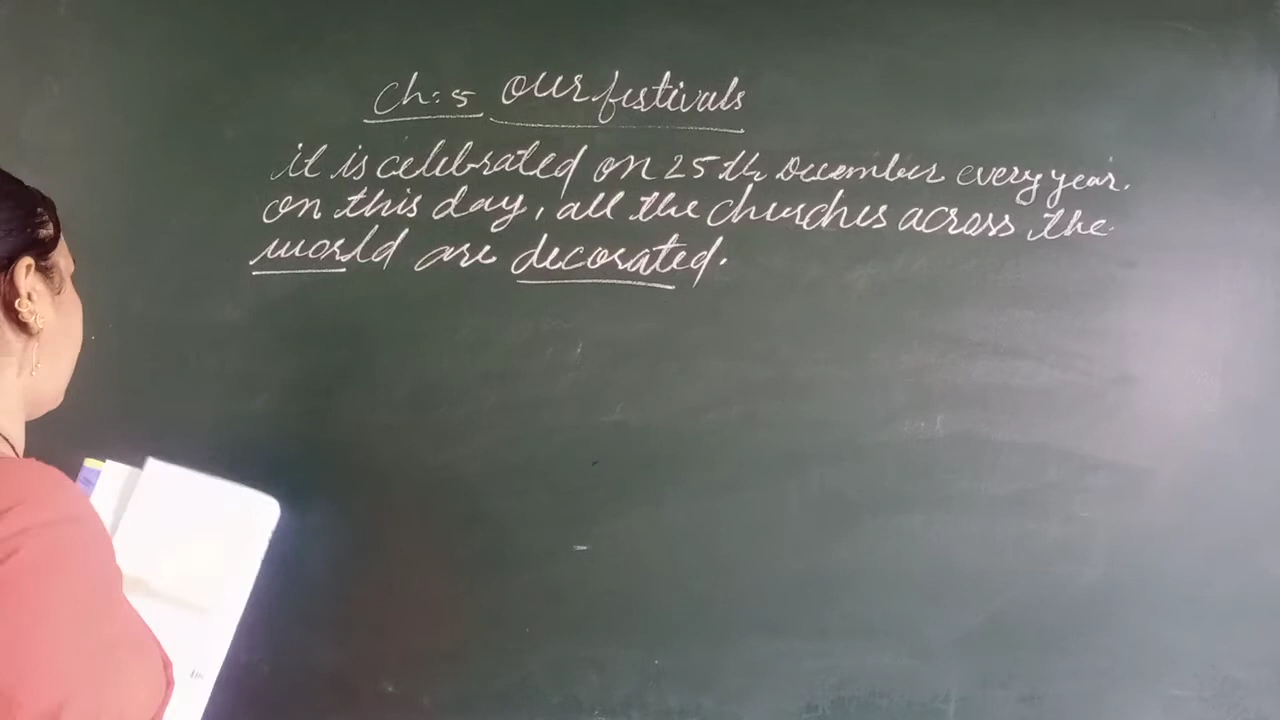 Ch:5 our festivals
it is celebrated on 25th December every year.
on this day, all the churches across the
world are decorated.